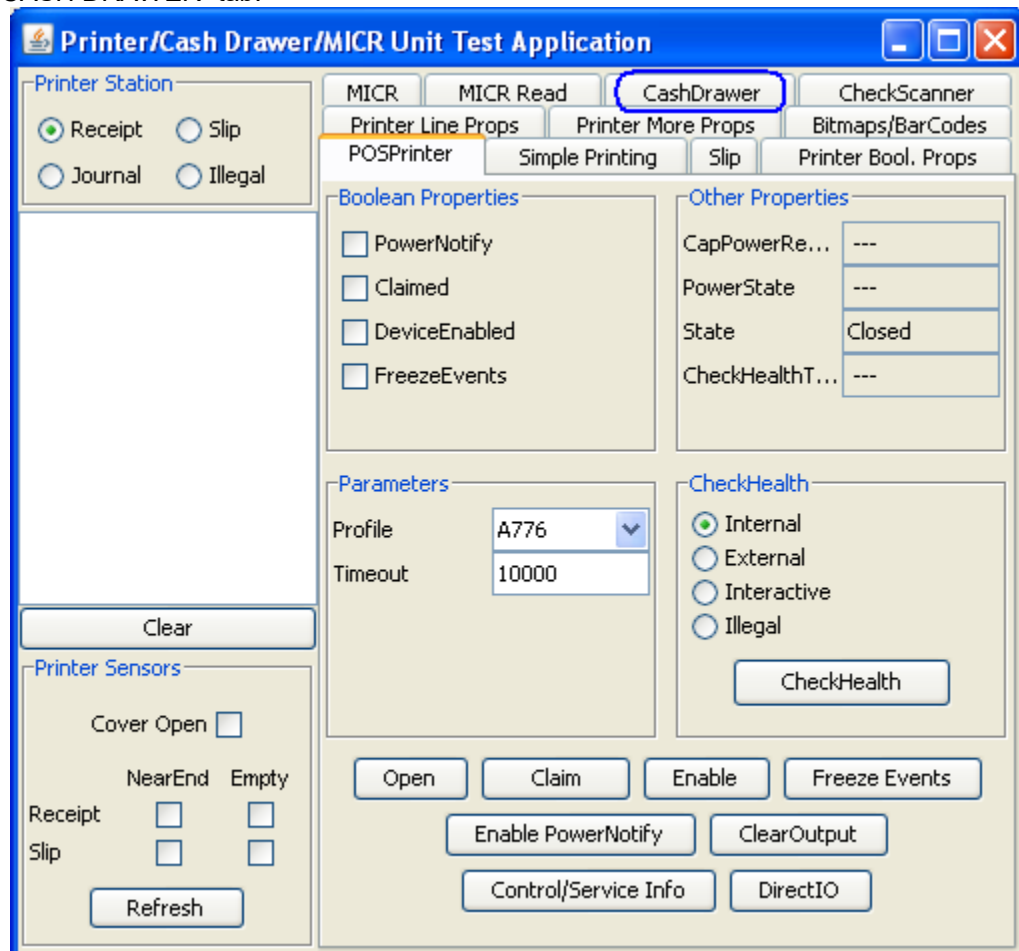 Printer/Cash Drawer/MICR Unit Test Application
Printer Station
Receipt Slip
Journal Illegal
MICR MICR Read CashDrawer CheckScanner
Printer Line Props Printer More Props Bitmaps/BarCodes
POSPrinter Simple Printing Slip Printer Bool. Props
Boolean Properties
PowerNotify
Claimed
DeviceEnabled
FreezeEvents
Other Properties
CapPowerRe... ---
PowerState ---
State Closed
CheckHealthT... ---
Parameters
Profile A776
Timeout 10000
CheckHealth
Internal
External
Interactive
Illegal
CheckHealth
Clear
Printer Sensors
Cover Open
NearEnd Empty
Receipt
Slip
Refresh
Open Claim Enable Freeze Events
Enable PowerNotify ClearOutput
Control/Service Info DirectIO